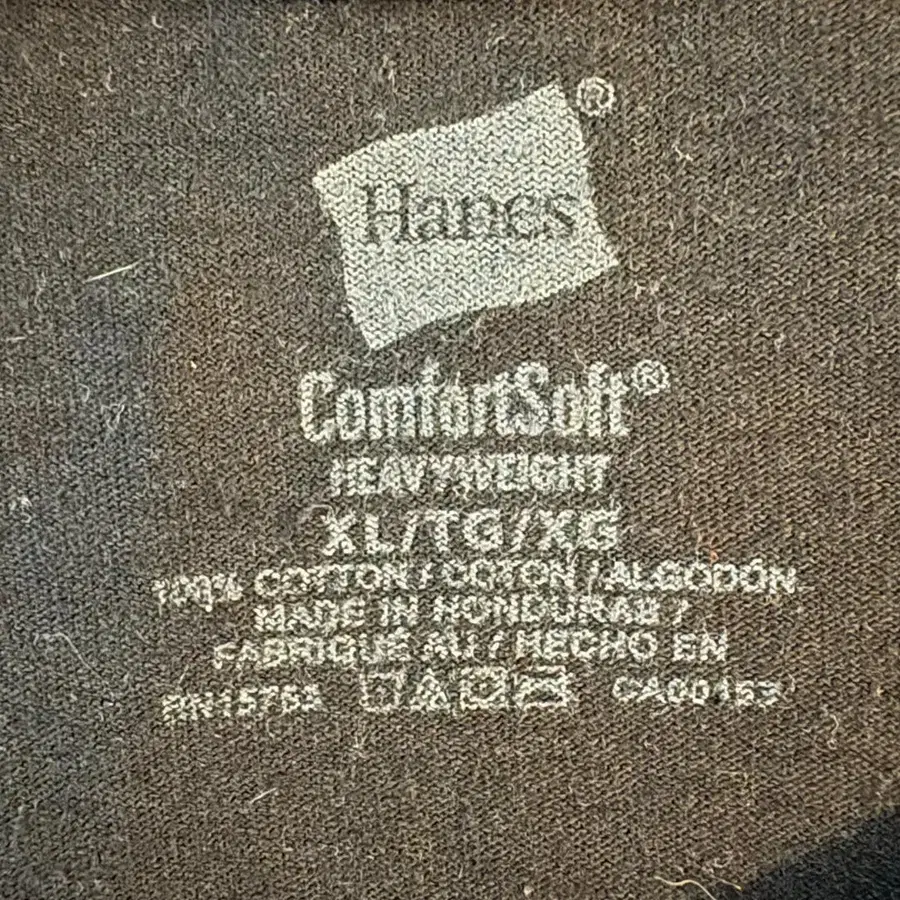 Hanes®
ComfortSoft®
HEAVYWEIGHT
XL/TG/XG
100% COTTON / COTON / ALGODÓN
MADE IN HONDURAS /
FABRIQUÉ AU / HECHO EN
CA00153